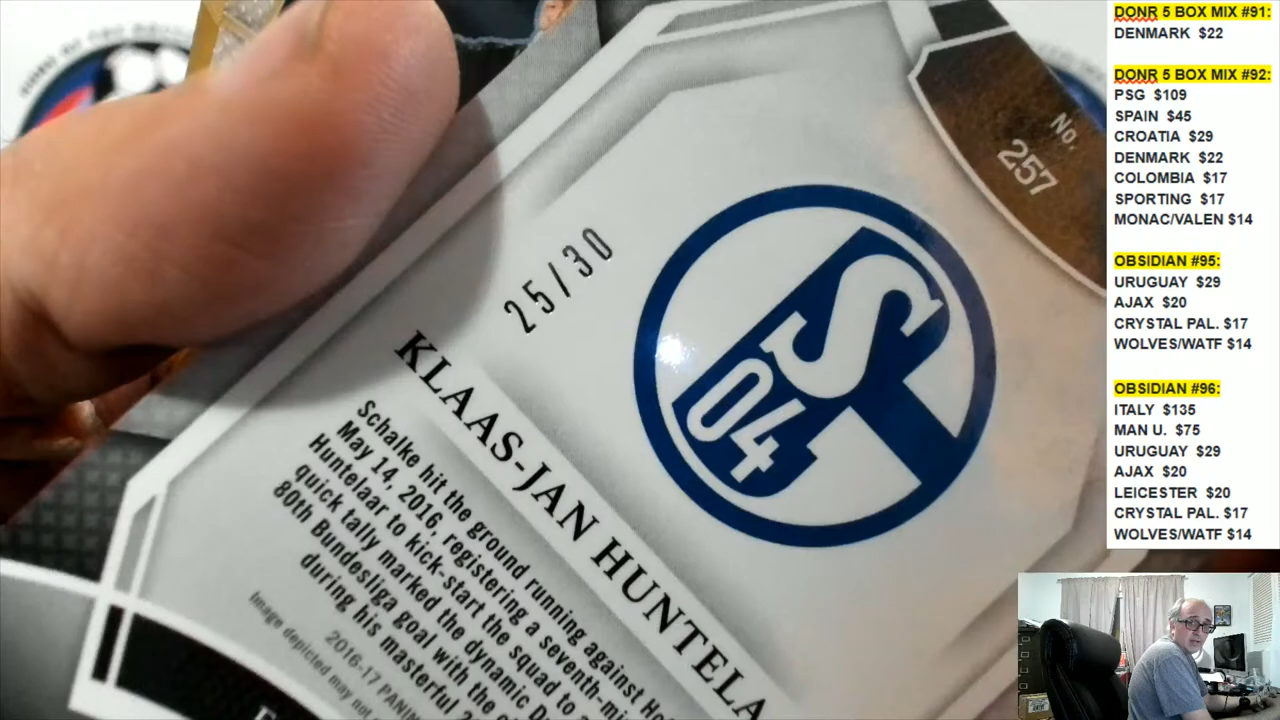 DONR 5 BOX MIX #91:
DENMARK $22
DONR 5 BOX MIX #92:
PSG $109
SPAIN $45
CROATIA $29
DENMARK $22
COLOMBIA $17
SPORTING $17
MONAC/VALEN $14
OBSIDIAN #95:
URUGUAY $29
AJAX $20
CRYSTAL PAL. $17
WOLVES/WATF $14
OBSIDIAN #96:
ITALY $135
MAN U. $75
URUGUAY $29
AJAX $20
LEICESTER $20
CRYSTAL PAL. $17
WOLVES/WATF $14
No.
257
S
04
25/30
KLAAS-JAN HUNTELA
Schalke hit the ground running against
May 14, 2016, registering a seventh-mi
Huntelaar to kick-start the squad to
quick tally marked the dynamic
80th Bundesliga goal with the
during his masterful
2016-17 PANIN
Image depicted may not